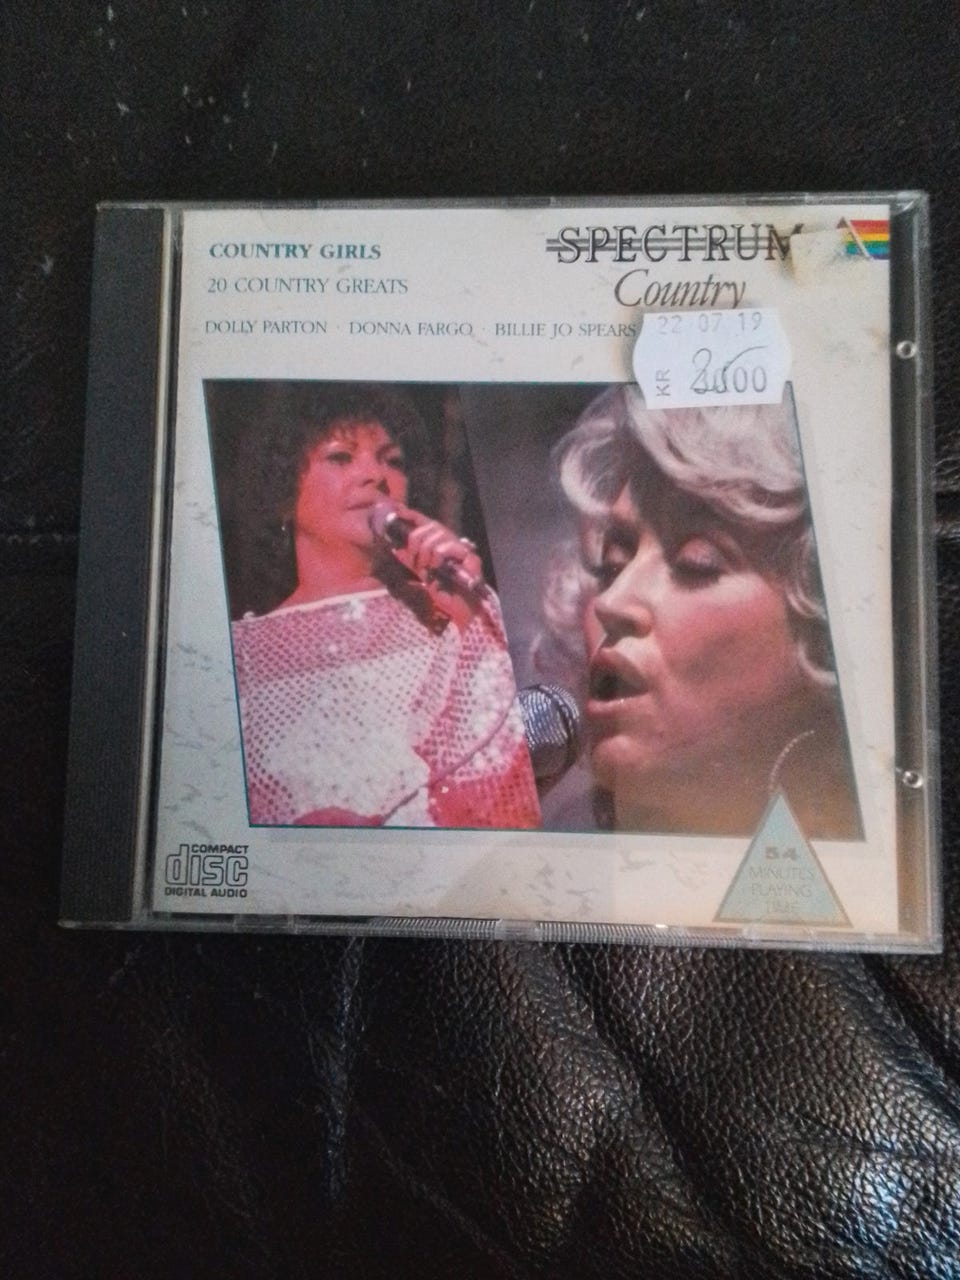 COUNTRY GIRLS
20 COUNTRY GREATS
DOLLY PARTON · DONNA FARGO · BILLIE JO SPEARS
SPECTRUM
Country
22 07 19
KR
COMPACT
disc
DIGITAL AUDIO
54
MINUTES
PLAYING
TIME